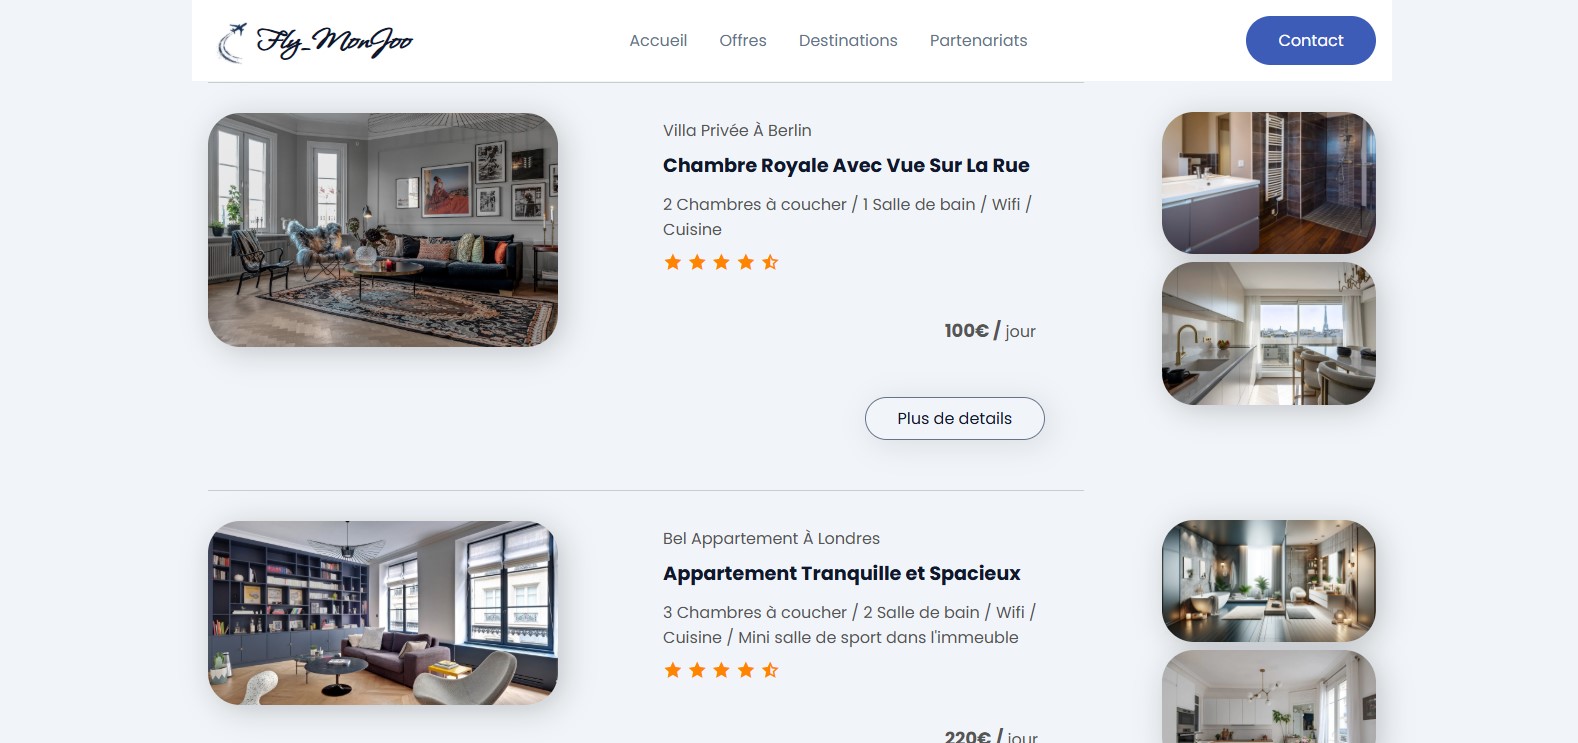 Fly_MonJoo
Accueil Offres Destinations Partenariats
Contact
Villa Privée À Berlin
Chambre Royale Avec Vue Sur La Rue
2 Chambres à coucher / 1 Salle de bain / Wifi /
Cuisine
100€ / jour
Plus de details
Bel Appartement À Londres
Appartement Tranquille et Spacieux
3 Chambres à coucher / 2 Salle de bain / Wifi /
Cuisine / Mini salle de sport dans l'immeuble
220€ / jour